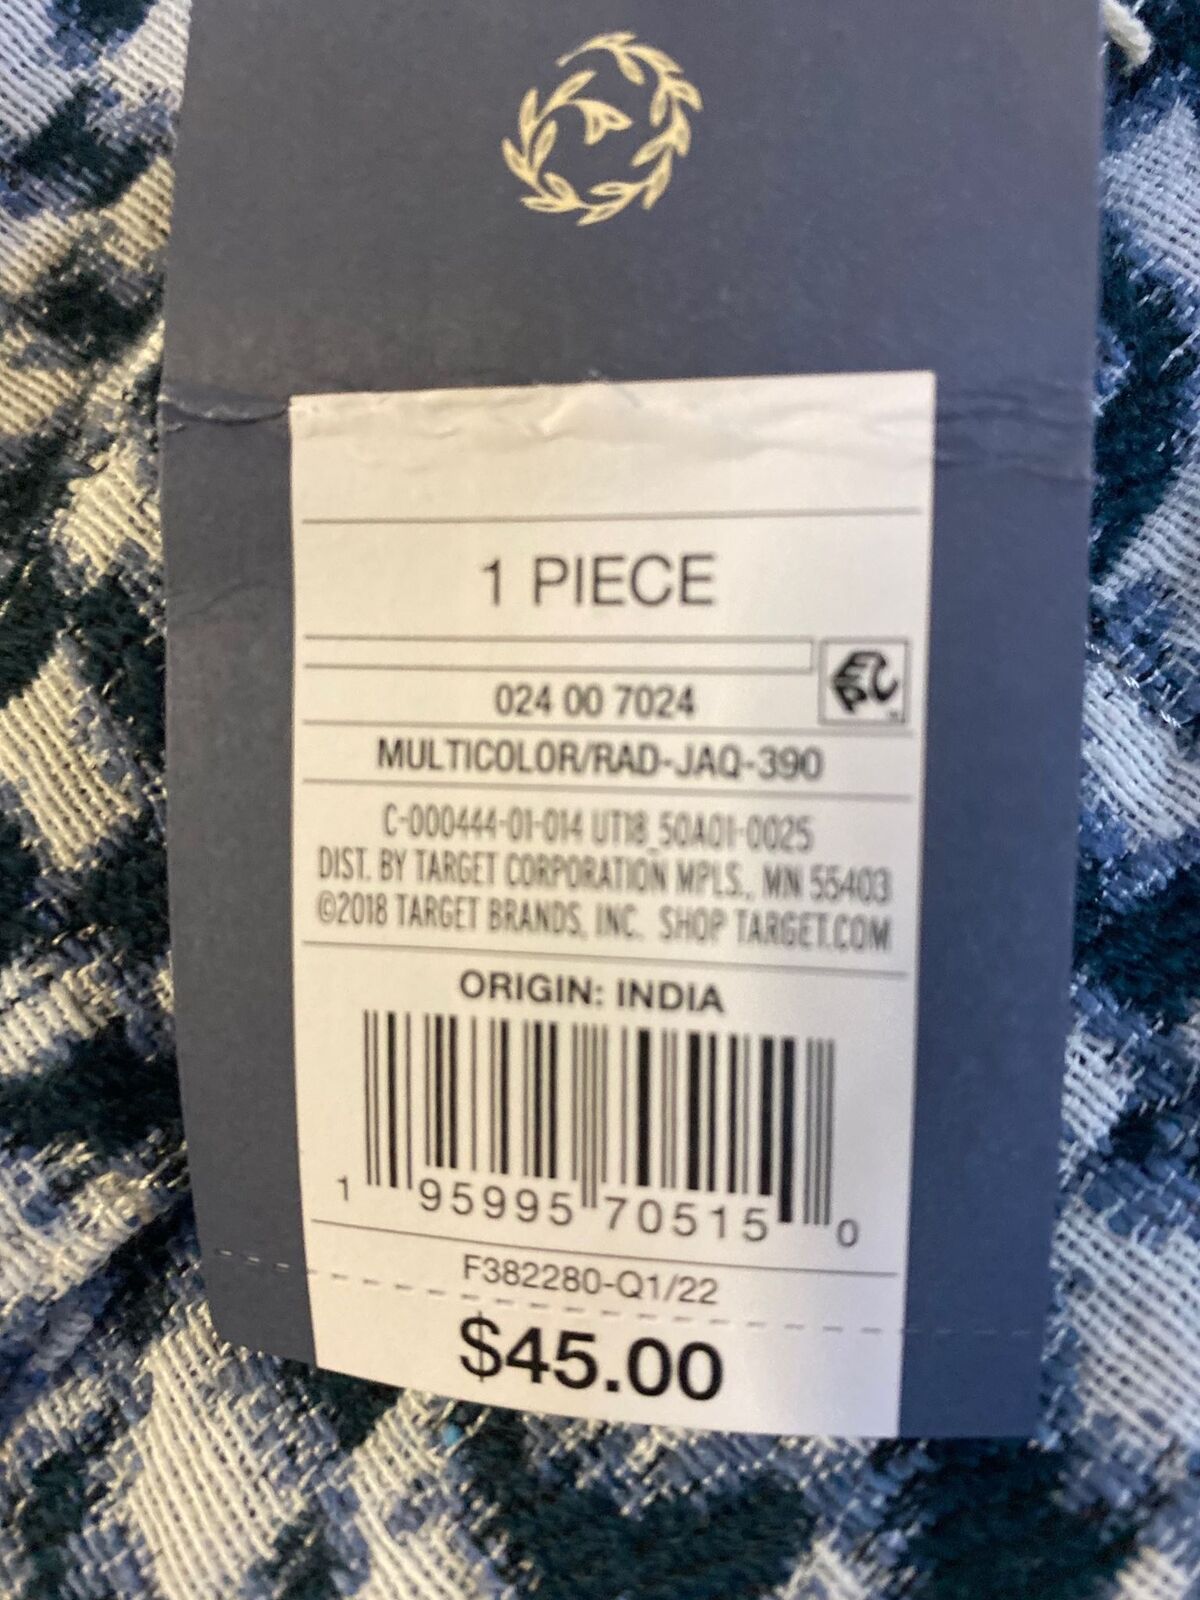 1 PIECE
024 00 7024
MULTICOLOR/RAD-JAQ-390
C-000444-01-014 UT18_50A01-0025
DIST. BY TARGET CORPORATION MPLS., MN 55403
©2018 TARGET BRANDS, INC. SHOP TARGET.COM
ORIGIN: INDIA
1 95995 70515 0
F382280-Q1/22
$45.00